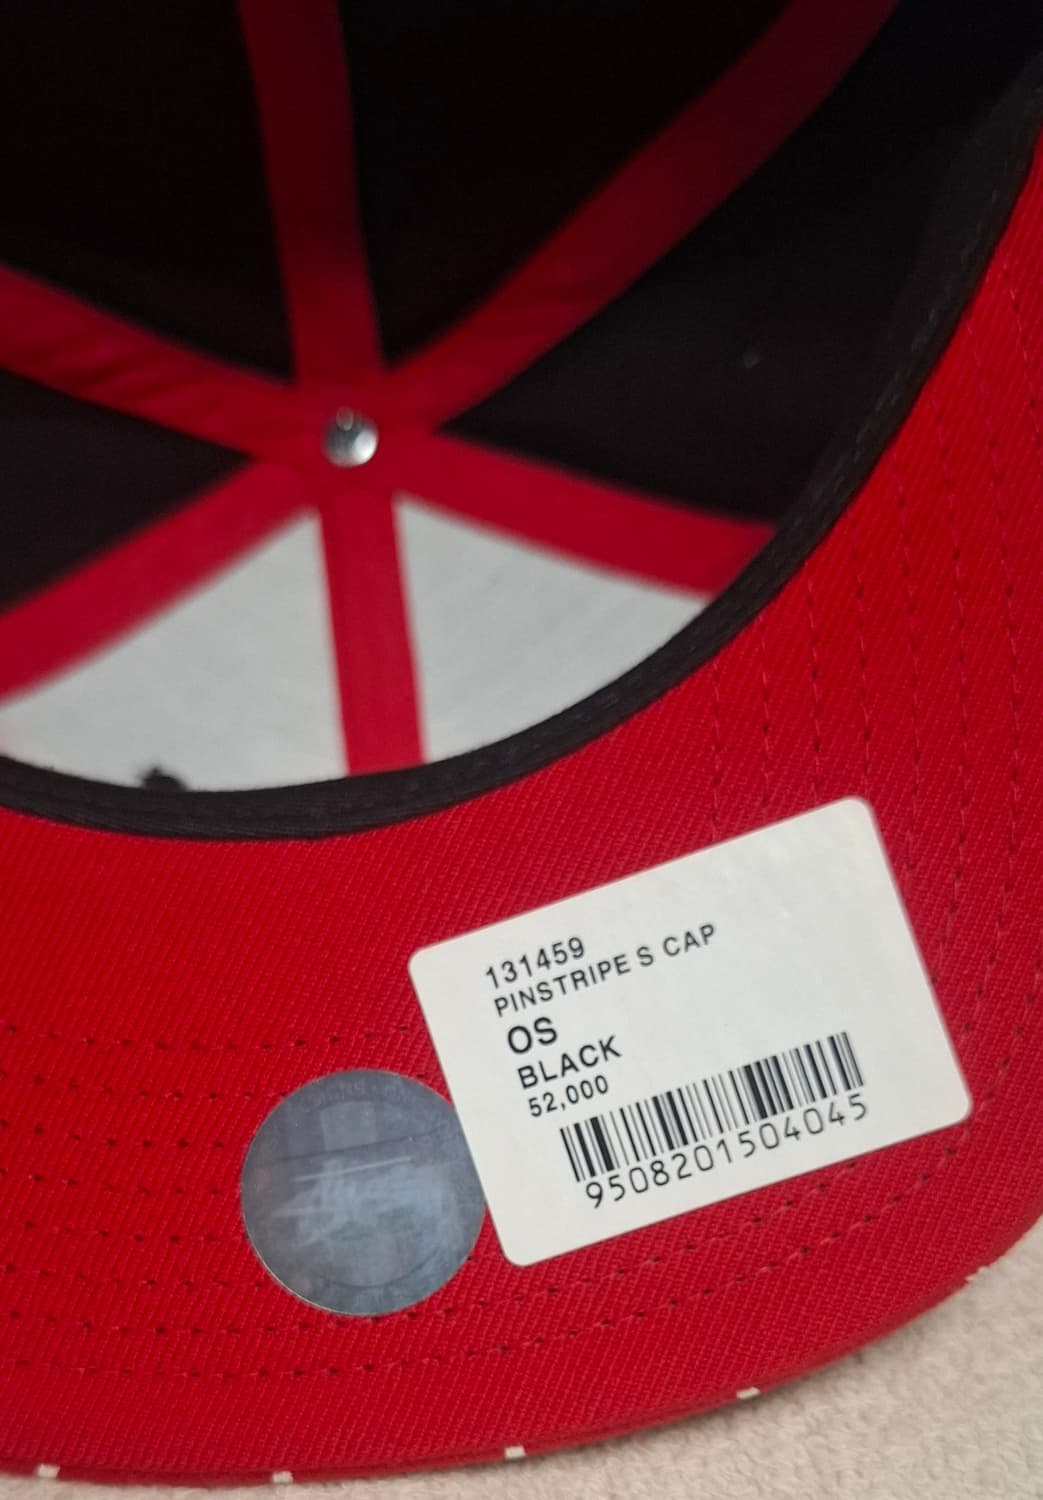 131459
PINSTRIPE S CAP
OS
BLACK
52,000
9508201504045